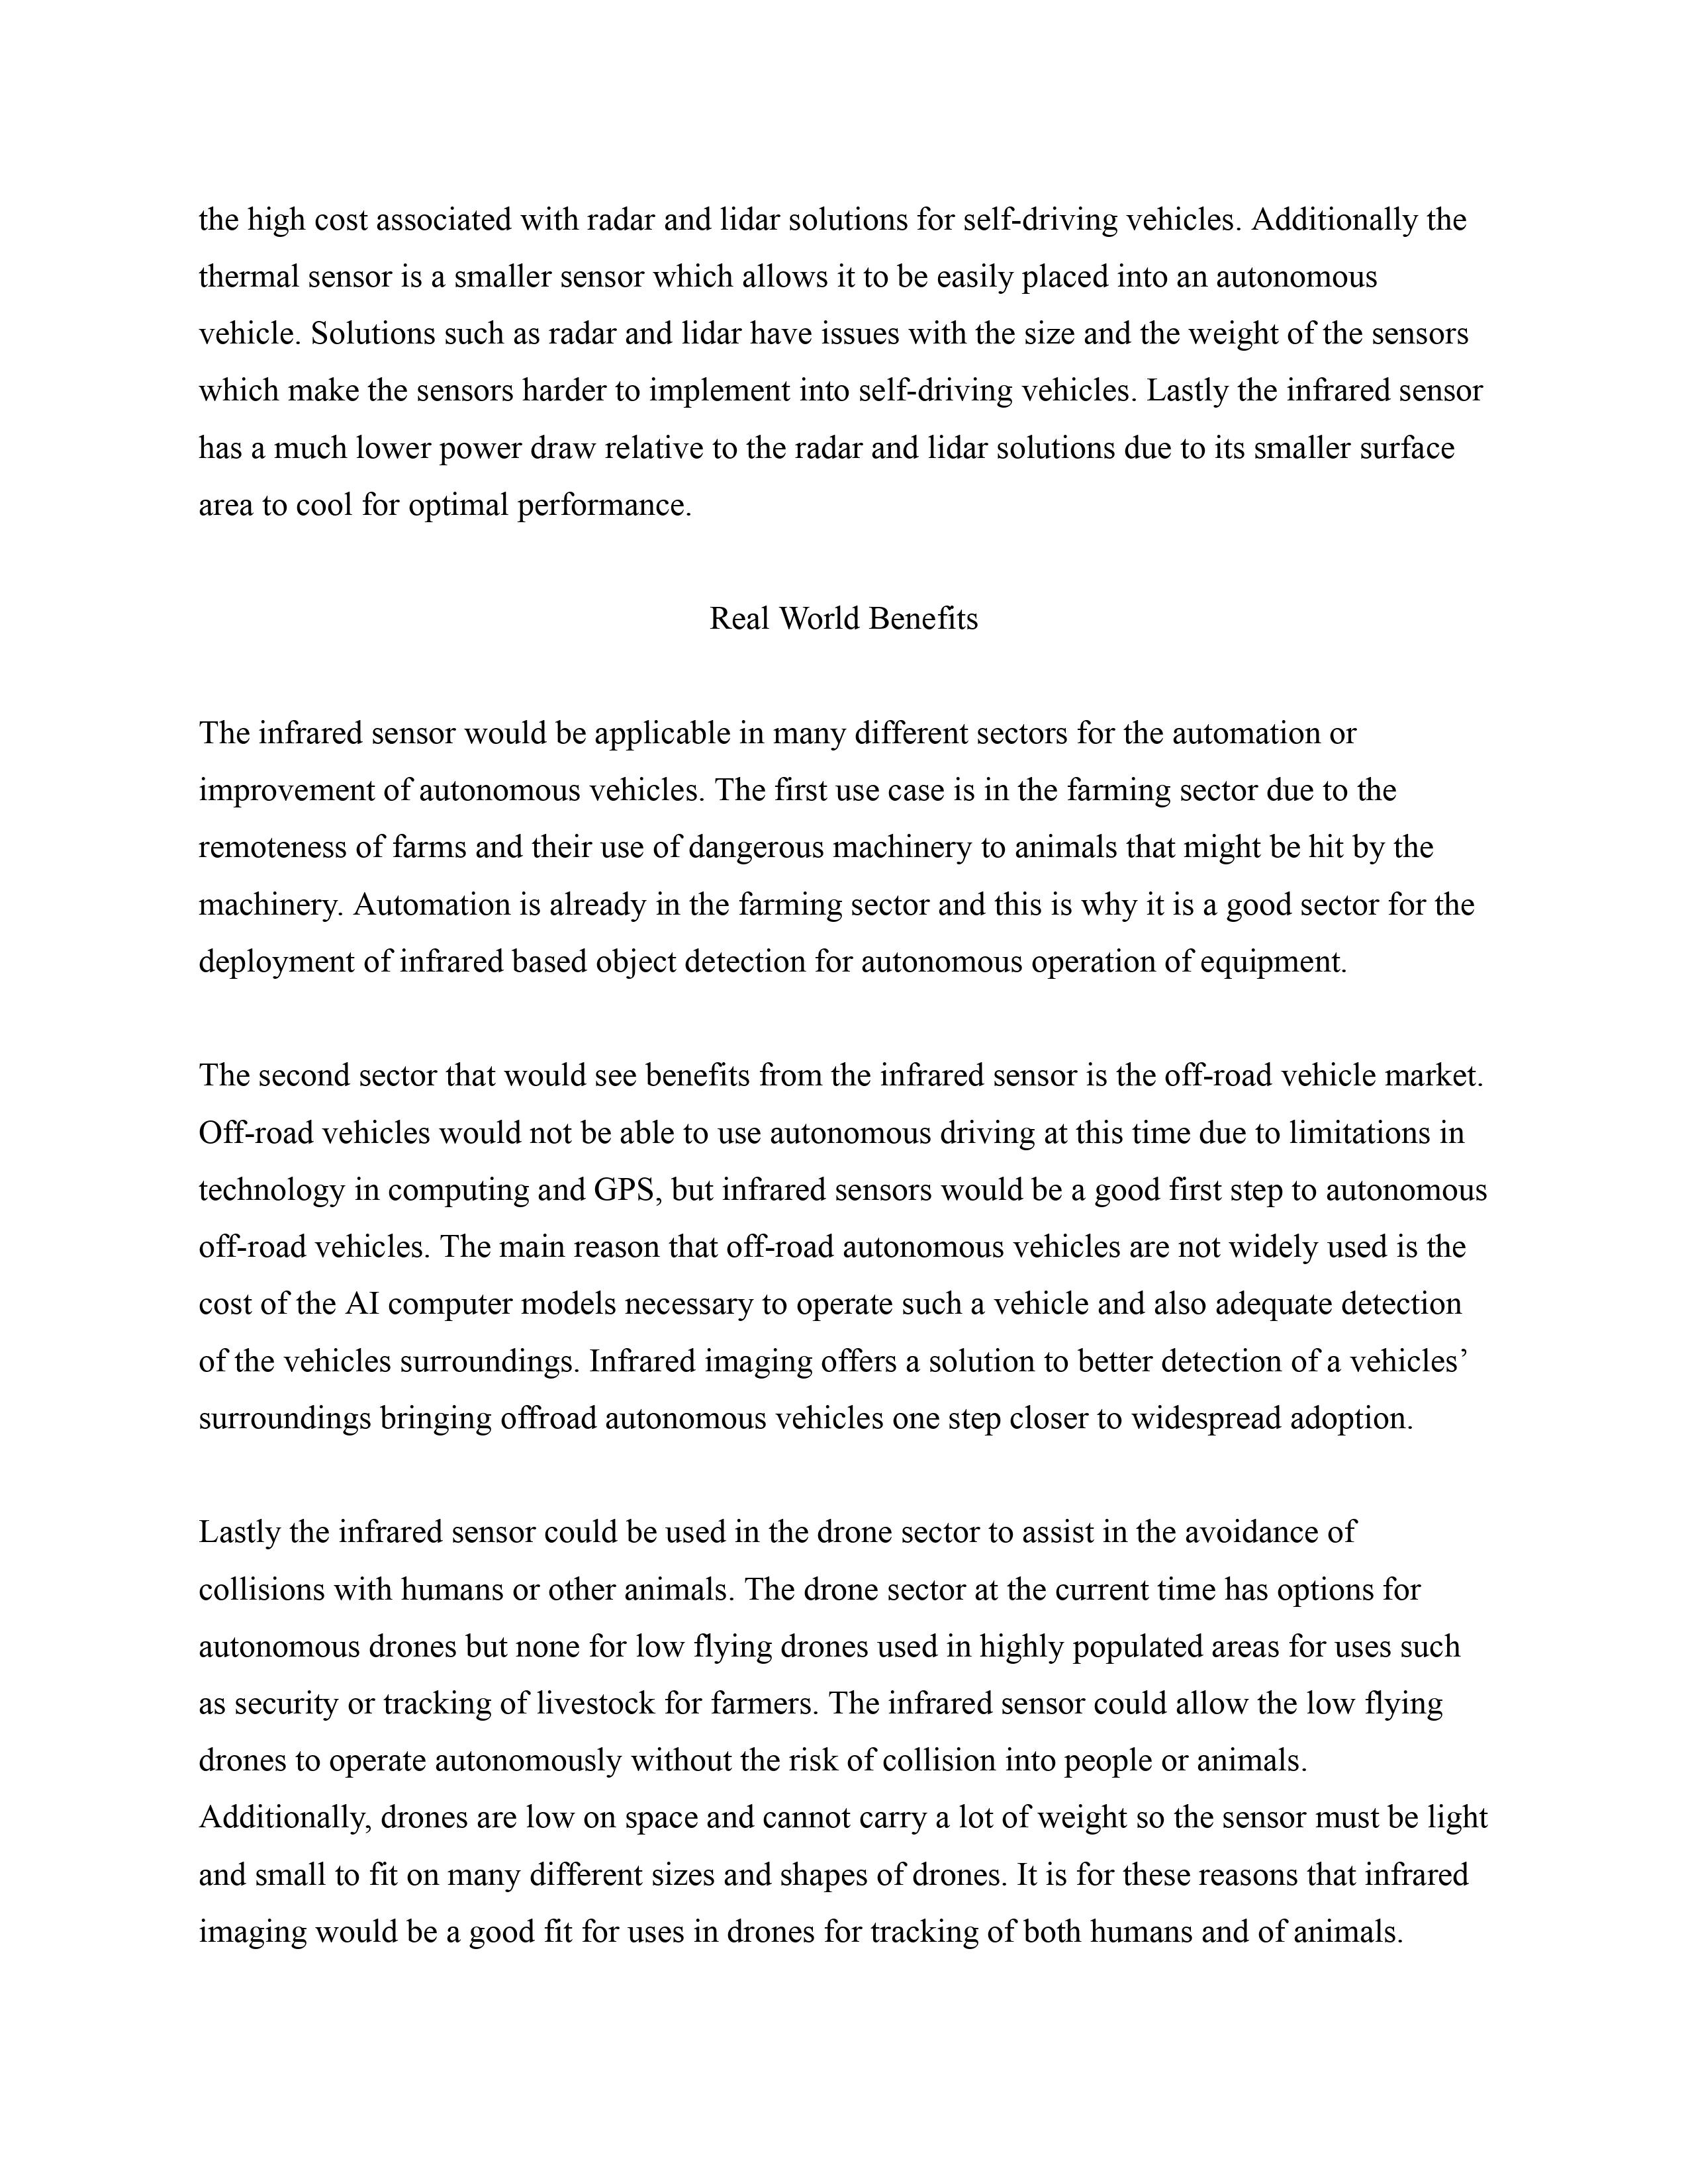 the high cost associated with radar and lidar solutions for self-driving vehicles. Additionally the
thermal sensor is a smaller sensor which allows it to be easily placed into an autonomous
vehicle. Solutions such as radar and lidar have issues with the size and the weight of the sensors
which make the sensors harder to implement into self-driving vehicles. Lastly the infrared sensor
has a much lower power draw relative to the radar and lidar solutions due to its smaller surface
area to cool for optimal performance.
Real World Benefits
The infrared sensor would be applicable in many different sectors for the automation or
improvement of autonomous vehicles. The first use case is in the farming sector due to the
remoteness of farms and their use of dangerous machinery to animals that might be hit by the
machinery. Automation is already in the farming sector and this is why it is a good sector for the
deployment of infrared based object detection for autonomous operation of equipment.
The second sector that would see benefits from the infrared sensor is the off-road vehicle market.
Off-road vehicles would not be able to use autonomous driving at this time due to limitations in
technology in computing and GPS, but infrared sensors would be a good first step to autonomous
off-road vehicles. The main reason that off-road autonomous vehicles are not widely used is the
cost of the AI computer models necessary to operate such a vehicle and also adequate detection
of the vehicles surroundings. Infrared imaging offers a solution to better detection of a vehicles’
surroundings bringing offroad autonomous vehicles one step closer to widespread adoption.
Lastly the infrared sensor could be used in the drone sector to assist in the avoidance of
collisions with humans or other animals. The drone sector at the current time has options for
autonomous drones but none for low flying drones used in highly populated areas for uses such
as security or tracking of livestock for farmers. The infrared sensor could allow the low flying
drones to operate autonomously without the risk of collision into people or animals.
Additionally, drones are low on space and cannot carry a lot of weight so the sensor must be light
and small to fit on many different sizes and shapes of drones. It is for these reasons that infrared
imaging would be a good fit for uses in drones for tracking of both humans and of animals.